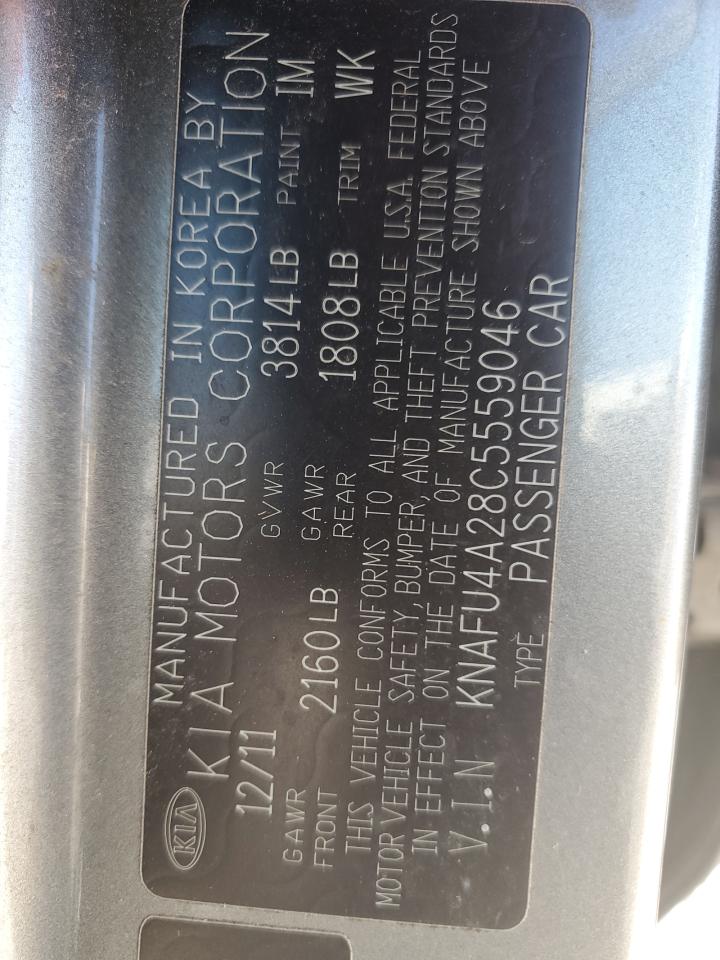 KIA
MANUFACTURED IN KOREA BY
KIA MOTORS CORPORATION
12/11 GVWR 3814LB PAINT IM
GAWR FRONT 2160LB GAWR REAR 1808LB TRIM WK
THIS VEHICLE CONFORMS TO ALL APPLICABLE U.S.A. FEDERAL
MOTOR VEHICLE SAFETY, BUMPER, AND THEFT PREVENTION STANDARDS
IN EFFECT ON THE DATE OF MANUFACTURE SHOWN ABOVE
V.I.N KNAFU4A28C5559046
TYPE PASSENGER CAR